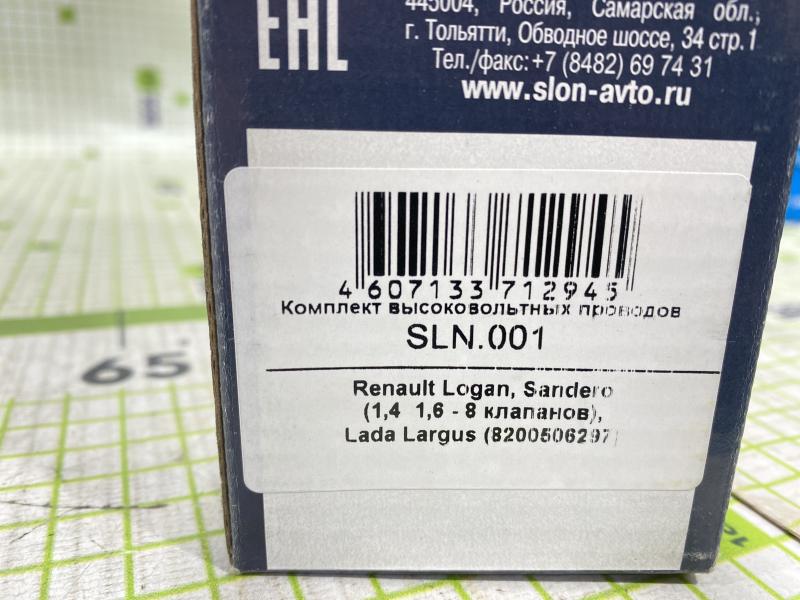 445004, Россия, Самарская обл.,
г. Тольятти, Обводное шоссе, 34 стр.1
Тел./факс:+7 (8482) 69 74 31
www.slon-avto.ru
EAC
4 607133 712945
Комплект высоковольтных проводов
SLN.001
Renault Logan, Sandero
(1,4 1,6 - 8 клапанов),
Lada Largus (8200506297)
65